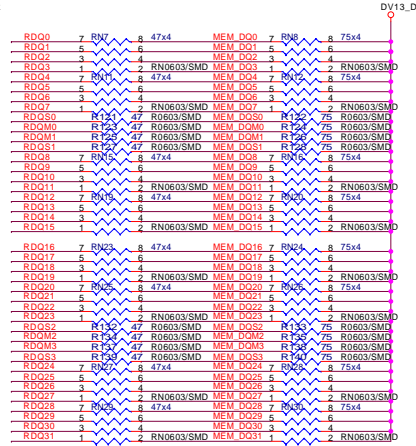 DV13_D
RDQ0 7 RN7 8 47x4 MEM_DQ0 7 RN8 8 75x4
RDQ1 5 6 MEM_DQ1 5 6
RDQ2 3 4 MEM_DQ2 3 4
RDQ3 1 2 RN0603/SMD MEM_DQ3 1 2 RN0603/SMD
RDQ4 7 RN11 8 47x4 MEM_DQ4 7 RN12 8 75x4
RDQ5 5 6 MEM_DQ5 5 6
RDQ6 3 4 MEM_DQ6 3 4
RDQ7 1 2 RN0603/SMD MEM_DQ7 1 2 RN0603/SMD
RDQS0 R121 47 R0603/SMD MEM_DQS0 R122 75 R0603/SMD
RDQM0 R123 47 R0603/SMD MEM_DQM0 R124 75 R0603/SMD
RDQM1 R125 47 R0603/SMD MEM_DQM1 R126 75 R0603/SMD
RDQS1 R127 47 R0603/SMD MEM_DQS1 R128 75 R0603/SMD
RDQ8 7 RN15 8 47x4 MEM_DQ8 7 RN16 8 75x4
RDQ9 5 6 MEM_DQ9 5 6
RDQ10 3 4 MEM_DQ10 3 4
RDQ11 1 2 RN0603/SMD MEM_DQ11 1 2 RN0603/SMD
RDQ12 7 RN19 8 47x4 MEM_DQ12 7 RN20 8 75x4
RDQ13 5 6 MEM_DQ13 5 6
RDQ14 3 4 MEM_DQ14 3 4
RDQ15 1 2 RN0603/SMD MEM_DQ15 1 2 RN0603/SMD
RDQ16 7 RN23 8 47x4 MEM_DQ16 7 RN24 8 75x4
RDQ17 5 6 MEM_DQ17 5 6
RDQ18 3 4 MEM_DQ18 3 4
RDQ19 1 2 RN0603/SMD MEM_DQ19 1 2 RN0603/SMD
RDQ20 7 RN25 8 47x4 MEM_DQ20 7 RN26 8 75x4
RDQ21 5 6 MEM_DQ21 5 6
RDQ22 3 4 MEM_DQ22 3 4
RDQ23 1 2 RN0603/SMD MEM_DQ23 1 2 RN0603/SMD
RDQS2 R132 47 R0603/SMD MEM_DQS2 R133 75 R0603/SMD
RDQM2 R134 47 R0603/SMD MEM_DQM2 R135 75 R0603/SMD
RDQM3 R137 47 R0603/SMD MEM_DQM3 R138 75 R0603/SMD
RDQS3 R139 47 R0603/SMD MEM_DQS3 R140 75 R0603/SMD
RDQ24 7 RN27 8 47x4 MEM_DQ24 7 RN28 8 75x4
RDQ25 5 6 MEM_DQ25 5 6
RDQ26 3 4 MEM_DQ26 3 4
RDQ27 1 2 RN0603/SMD MEM_DQ27 1 2 RN0603/SMD
RDQ28 7 RN29 8 47x4 MEM_DQ28 7 RN30 8 75x4
RDQ29 5 6 MEM_DQ29 5 6
RDQ30 3 4 MEM_DQ30 3 4
RDQ31 1 2 RN0603/SMD MEM_DQ31 1 2 RN0603/SMD